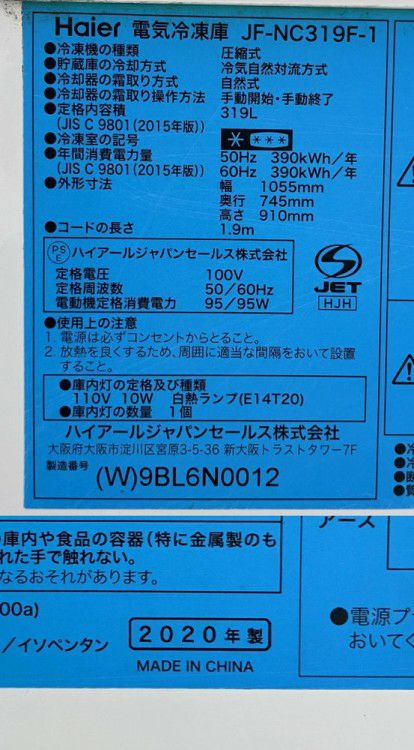 Haier 電気冷凍庫 JF-NC319F-1
●冷凍機の種類 圧縮式
●貯蔵庫の冷却方式 冷気自然対流方式
●冷却器の霜取り方式 自然式
●冷却器の霜取り操作方法 手動開始・手動終了
●定格内容積 319L
(JIS C 9801(2015年版))
●冷凍室の記号
●年間消費電力量 50Hz 390kWh/年
(JIS C 9801(2015年版)) 60Hz 390kWh/年
●外形寸法 幅 1055mm
奥行 745mm
高さ 910mm
●コードの長さ 1.9m
PSE ハイアールジャパンセールス株式会社
定格電圧 100V
定格周波数 50/60Hz
電動機定格消費電力 95/95W
S JET
HJH
●使用上の注意
1. 電源は必ずコンセントからとること。
2. 放熱を良くするため、周囲に適当な間隔をおいて設置
すること。
●庫内灯の定格及び種類
110V 10W 白熱ランプ(E14T20)
●庫内灯の数量 1個
ハイアールジャパンセールス株式会社
大阪府大阪市淀川区宮原3-5-36 新大阪トラストタワー7F
製造番号
(W)9BL6N0012
庫内や食品の容器(特に金属製のも
れた手で触れない。
なるおそれがあります。
アース
00a)
/イソペンタン
2020年製
MADE IN CHINA
●電源プ
おいてく